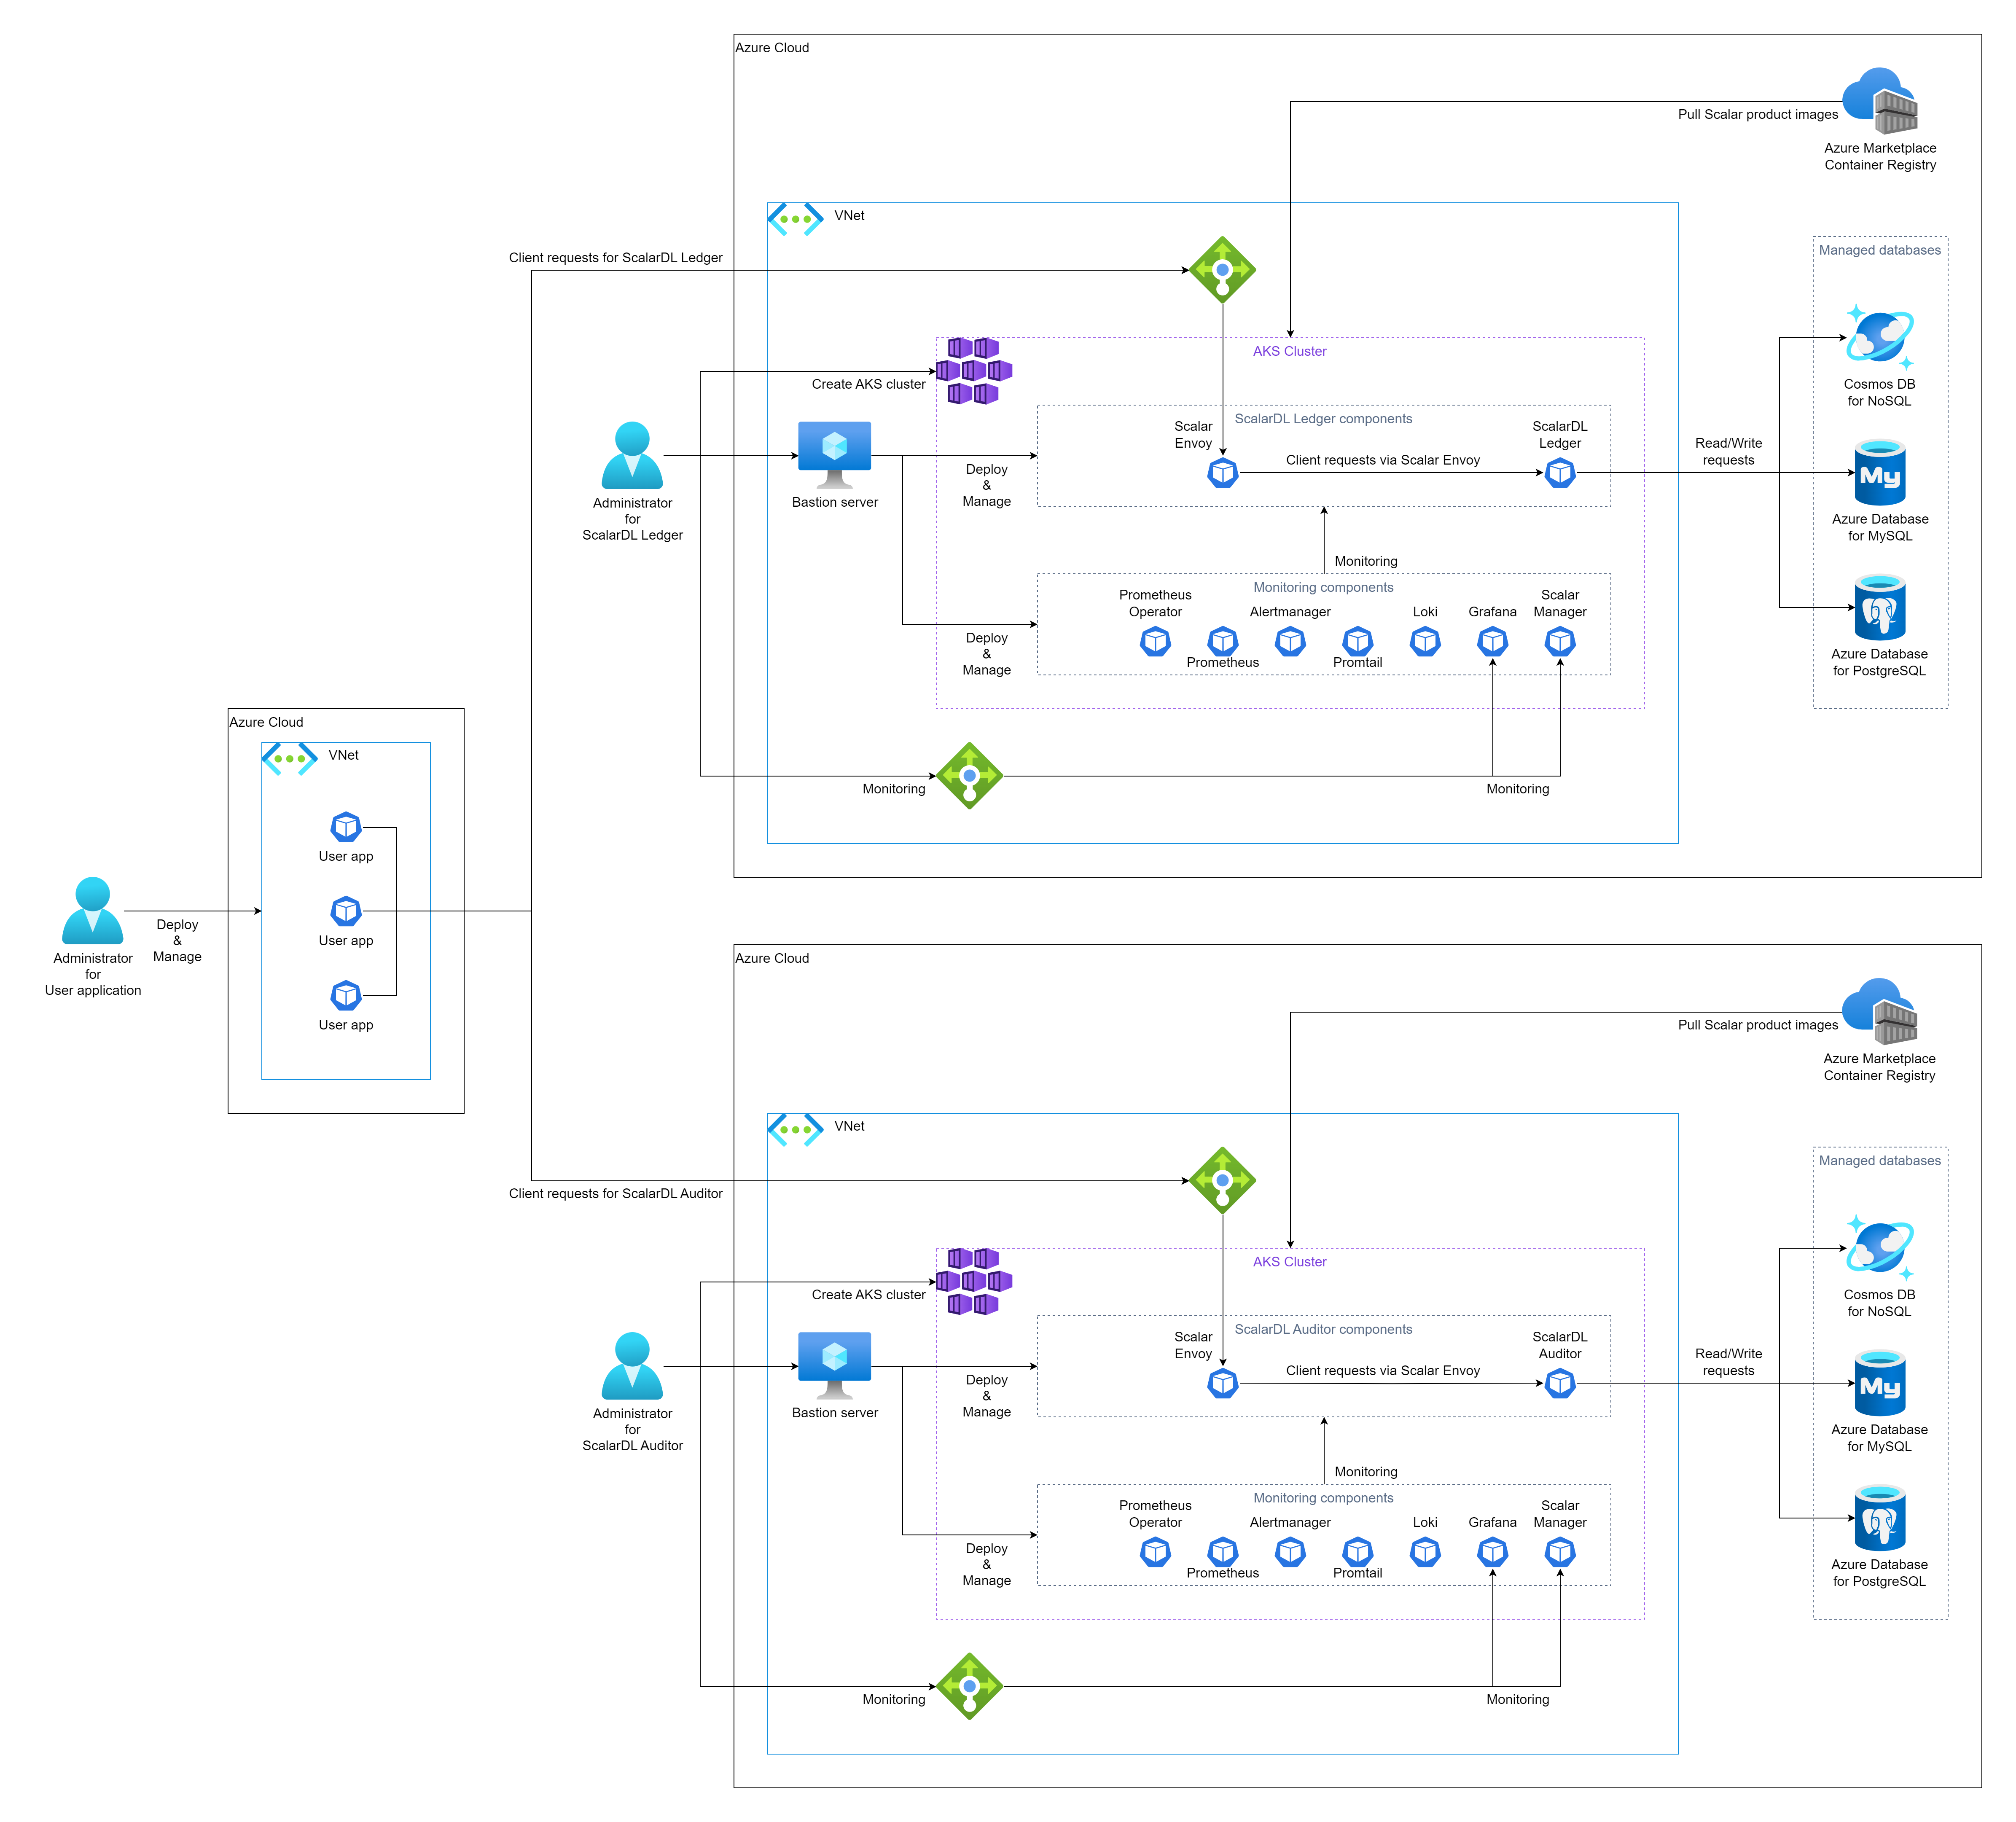 Azure Cloud
Pull Scalar product images
Azure Marketplace
Container Registry
VNet
Client requests for ScalarDL Ledger
Managed databases
AKS Cluster
Create AKS cluster
Cosmos DB
for NoSQL
ScalarDL Ledger components
Scalar
Envoy
ScalarDL
Ledger
Client requests via Scalar Envoy
Read/Write
requests
Deploy
&
Manage
Administrator
for
ScalarDL Ledger
Bastion server
My
Azure Database
for MySQL
Monitoring
Monitoring components
Prometheus
Operator
Prometheus
Alertmanager
Promtail
Loki
Grafana
Scalar
Manager
Deploy
&
Manage
Azure Database
for PostgreSQL
Monitoring
Monitoring
Azure Cloud
VNet
User app
User app
User app
Deploy
&
Manage
Administrator
for
User application
Azure Cloud
Pull Scalar product images
Azure Marketplace
Container Registry
VNet
Client requests for ScalarDL Auditor
Managed databases
AKS Cluster
Create AKS cluster
Cosmos DB
for NoSQL
ScalarDL Auditor components
Scalar
Envoy
ScalarDL
Auditor
Client requests via Scalar Envoy
Read/Write
requests
Deploy
&
Manage
Administrator
for
ScalarDL Auditor
Bastion server
My
Azure Database
for MySQL
Monitoring
Monitoring components
Prometheus
Operator
Prometheus
Alertmanager
Promtail
Loki
Grafana
Scalar
Manager
Deploy
&
Manage
Azure Database
for PostgreSQL
Monitoring
Monitoring